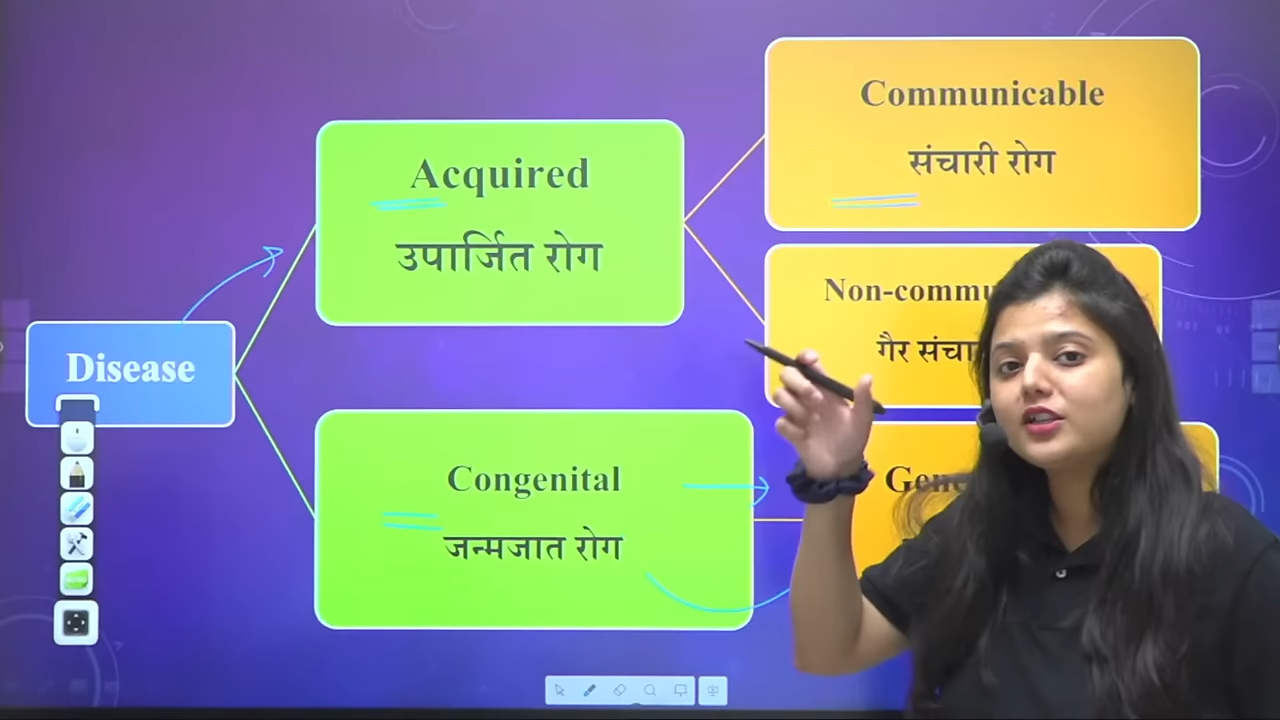 Disease
Acquired
उपार्जित रोग
Congenital
जन्मजात रोग
Communicable
संचारी रोग
गैर